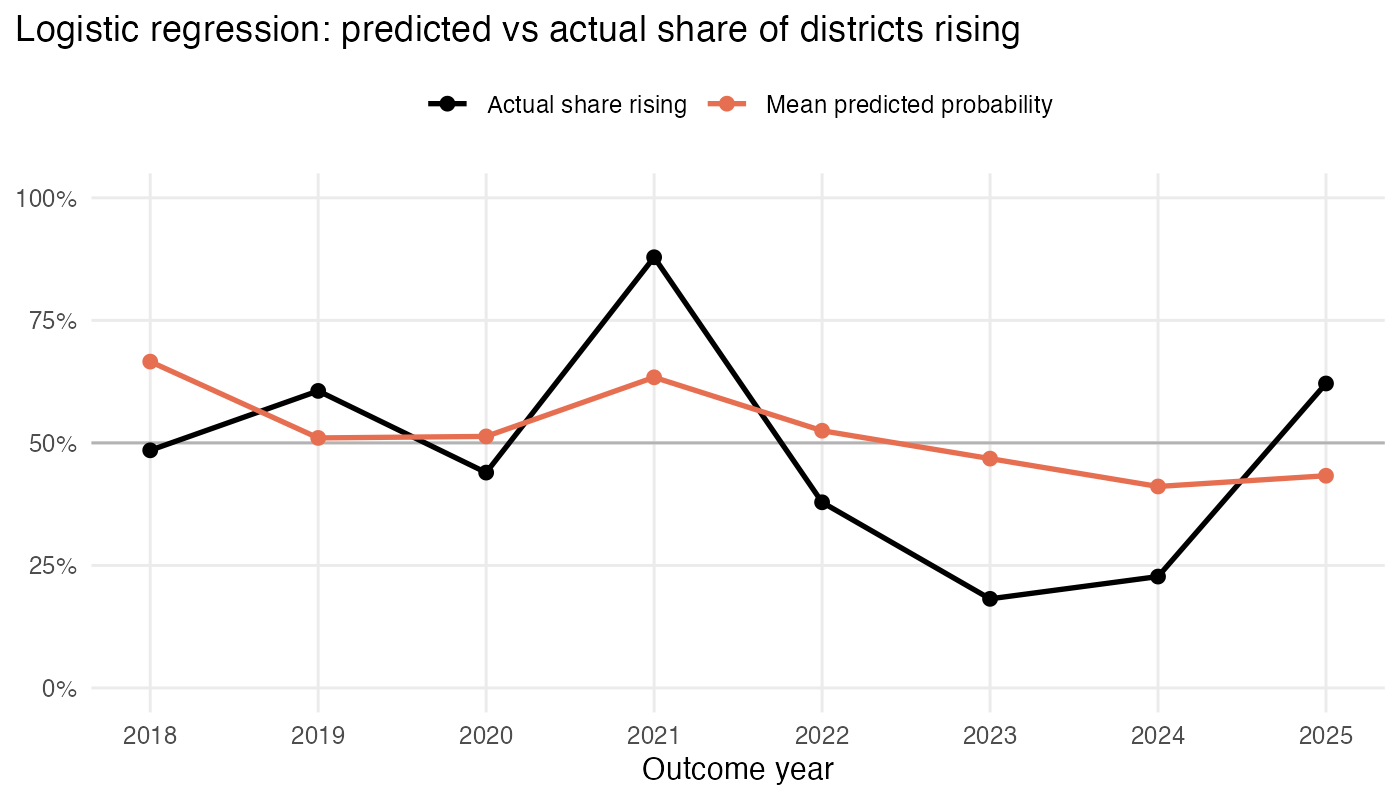 Logistic regression: predicted vs actual share of districts rising
Actual share rising Mean predicted probability
100%
75%
50%
25%
0%
2018 2019 2020 2021 2022 2023 2024 2025
Outcome year